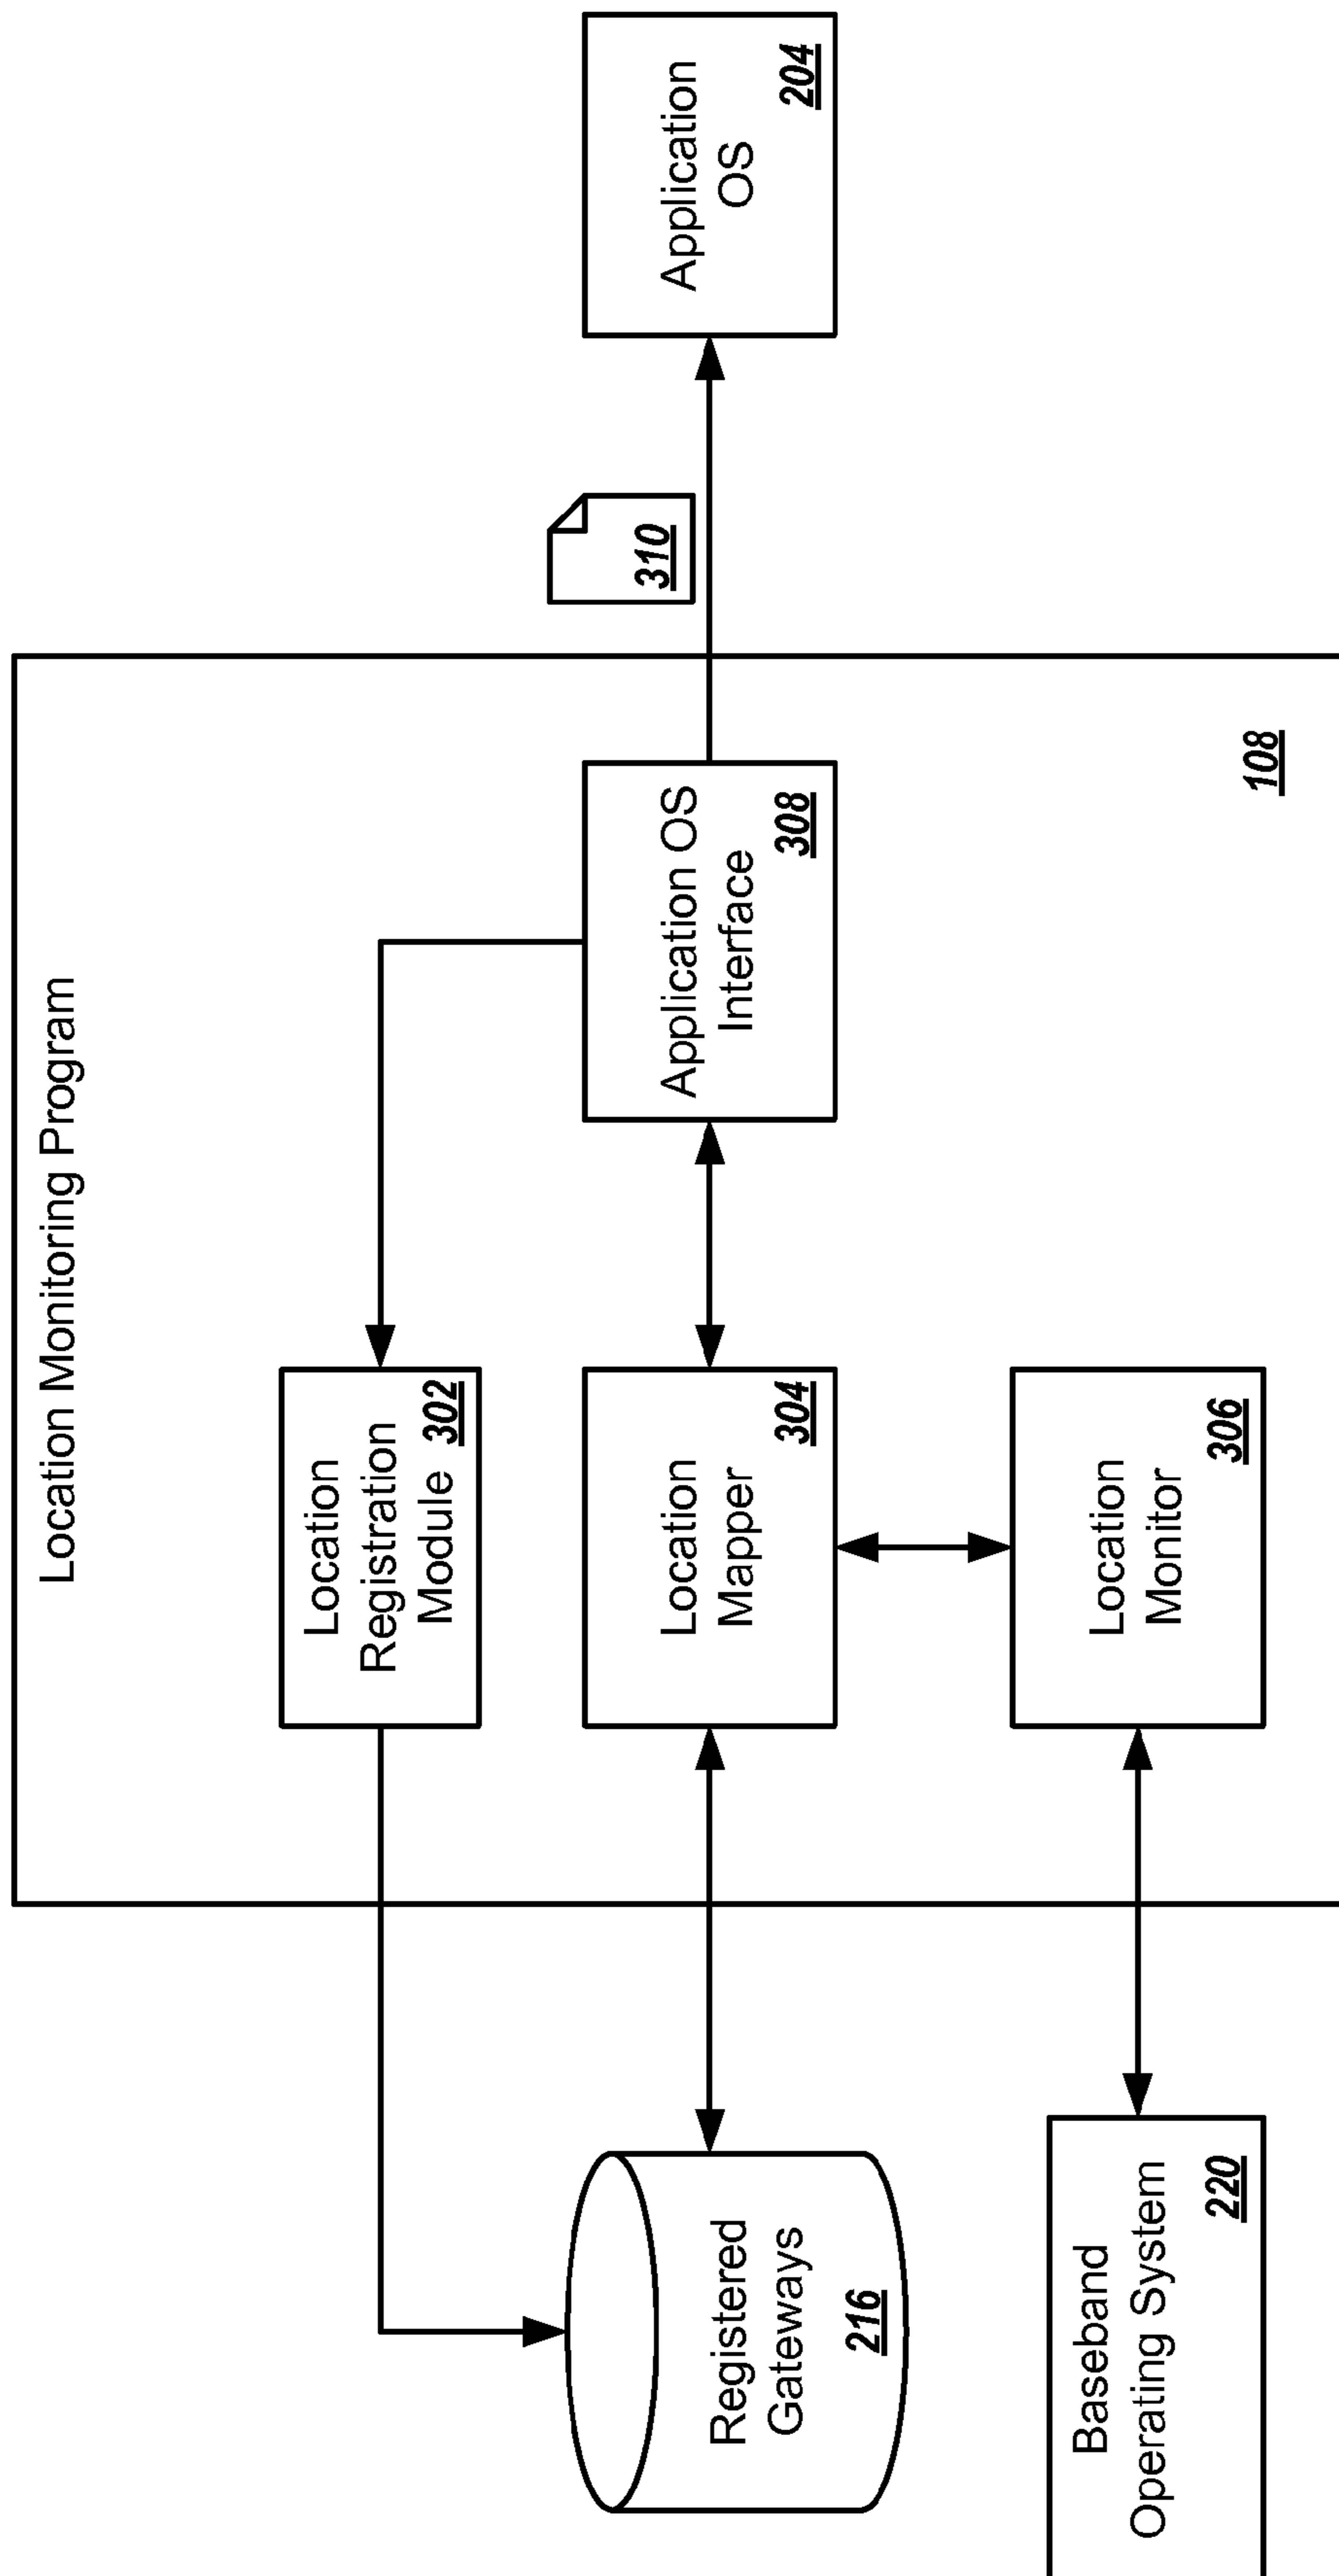 Location Monitoring Program
Location
Registration
Module
302
Registered
Gateways
216
Location
Mapper
304
Application OS
Interface
308
310
Application
OS
204
Baseband
Operating System
220
Location
Monitor
306
108